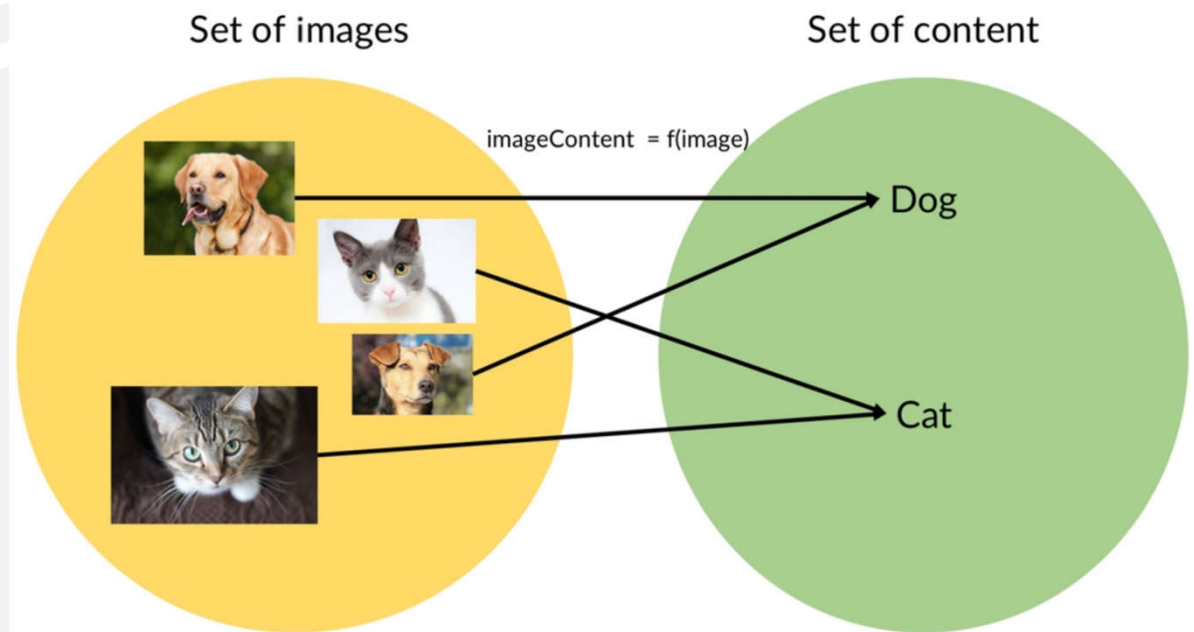 Set of images
Set of content
imageContent = f(image)
Dog
Cat